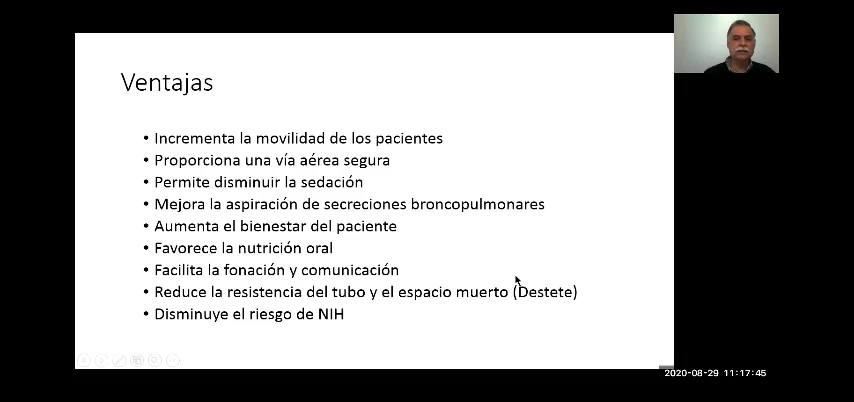 Ventajas
• Incrementa la movilidad de los pacientes
• Proporciona una vía aérea segura
• Permite disminuir la sedación
• Mejora la aspiración de secreciones broncopulmonares
• Aumenta el bienestar del paciente
• Favorece la nutrición oral
• Facilita la fonación y comunicación
• Reduce la resistencia del tubo y el espacio muerto (Destete)
• Disminuye el riesgo de NIH
2020-08-29 11:17:45